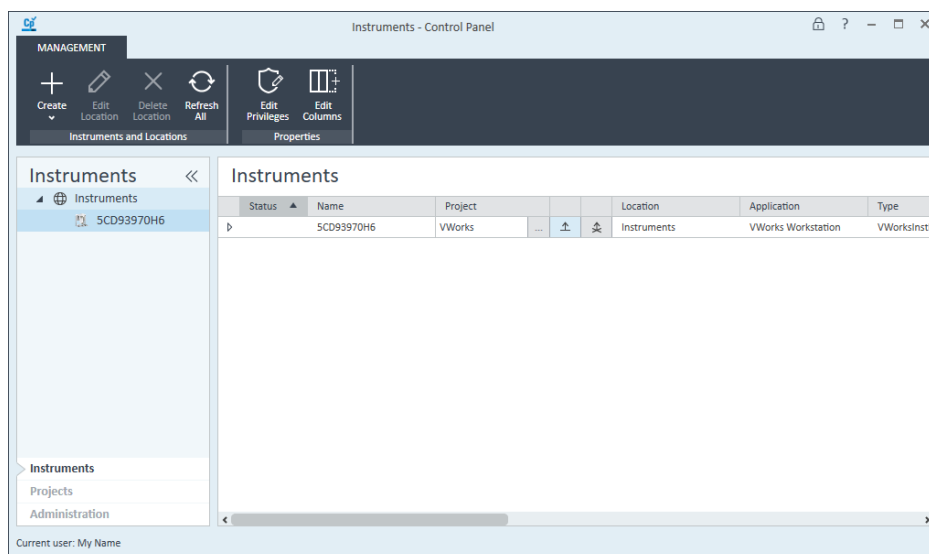 Cp
Instruments - Control Panel
?
MANAGEMENT
Create
Edit Location
Delete Location
Refresh All
Edit Privileges
Edit Columns
Instruments and Locations
Properties
Instruments
Instruments
5CD93970H6
Instruments
Status Name Project Location Application Type
5CD93970H6 VWorks ... Instruments VWorks Workstation VWorksInst
Instruments
Projects
Administration
Current user: My Name